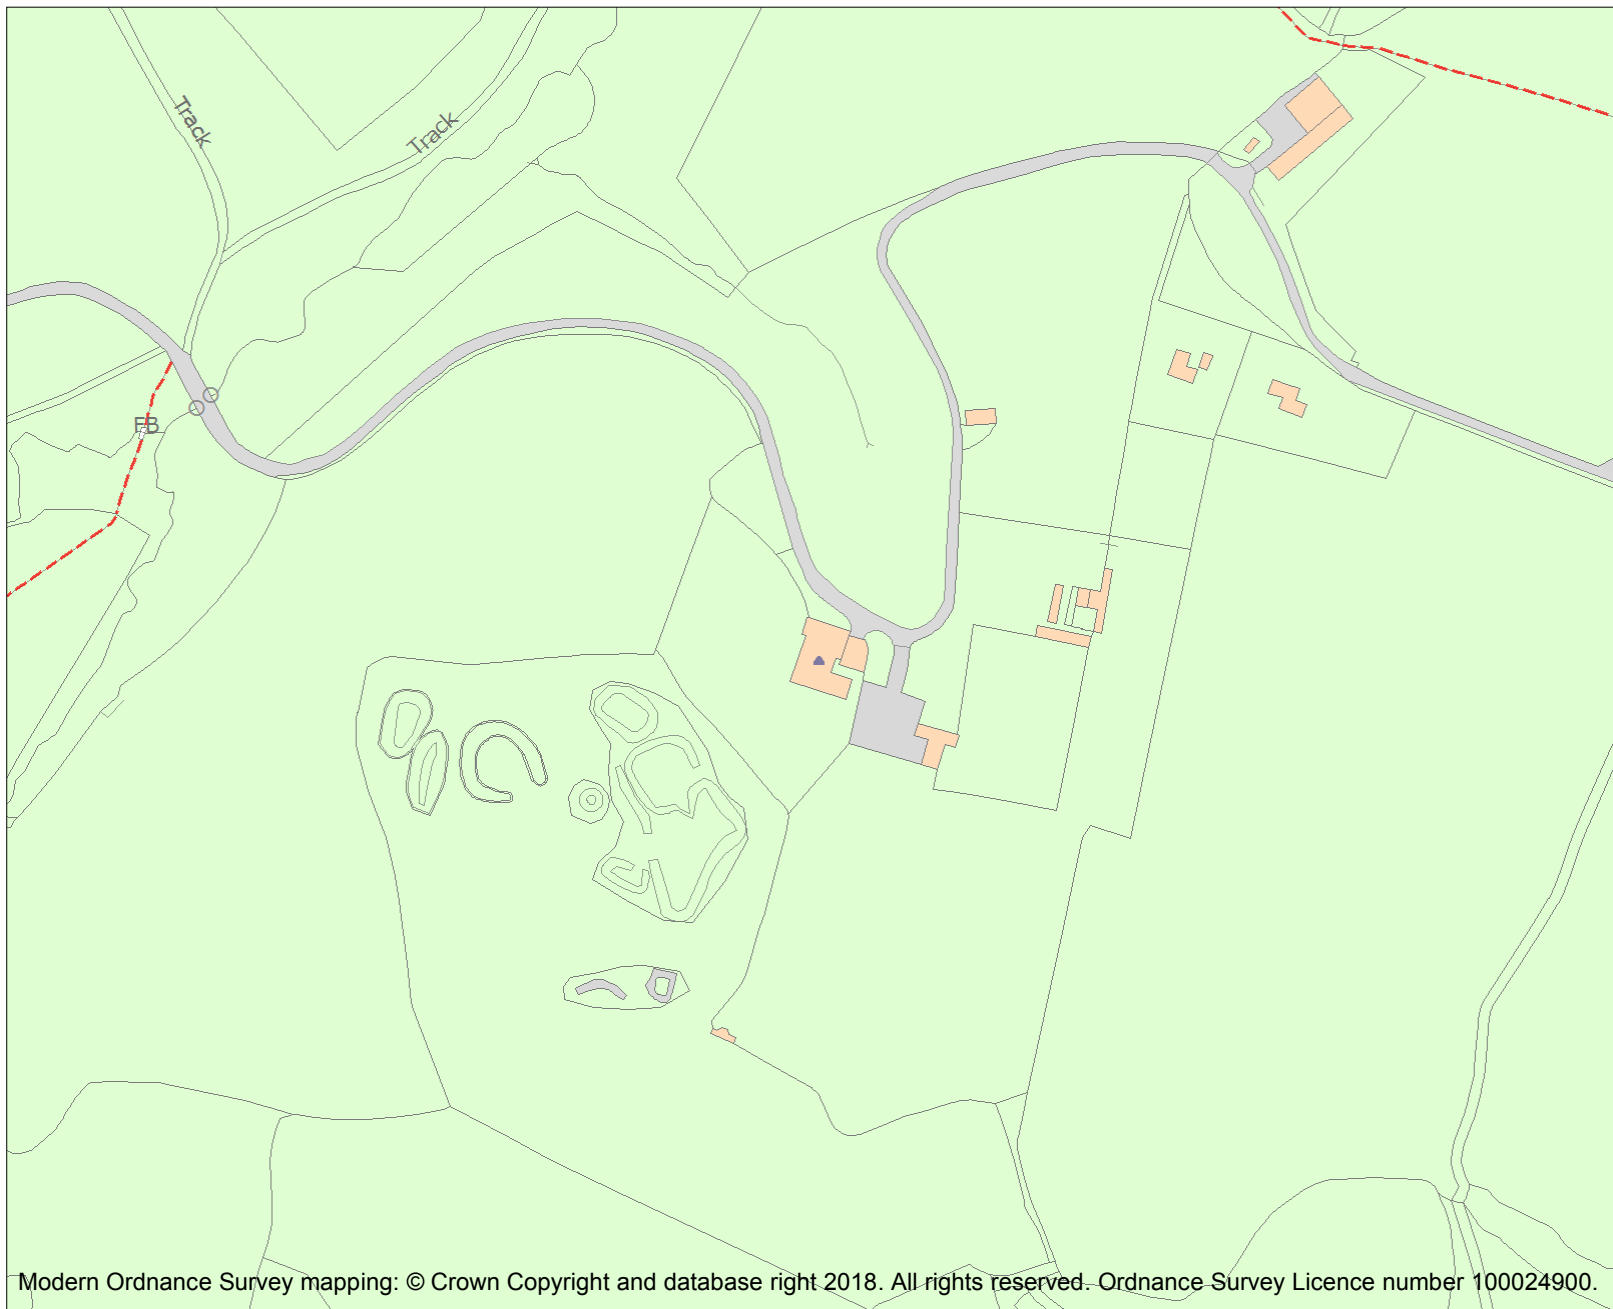 Track
Track
FB
Modern Ordnance Survey mapping: © Crown Copyright and database right 2018. All rights reserved. Ordnance Survey Licence number 100024900.